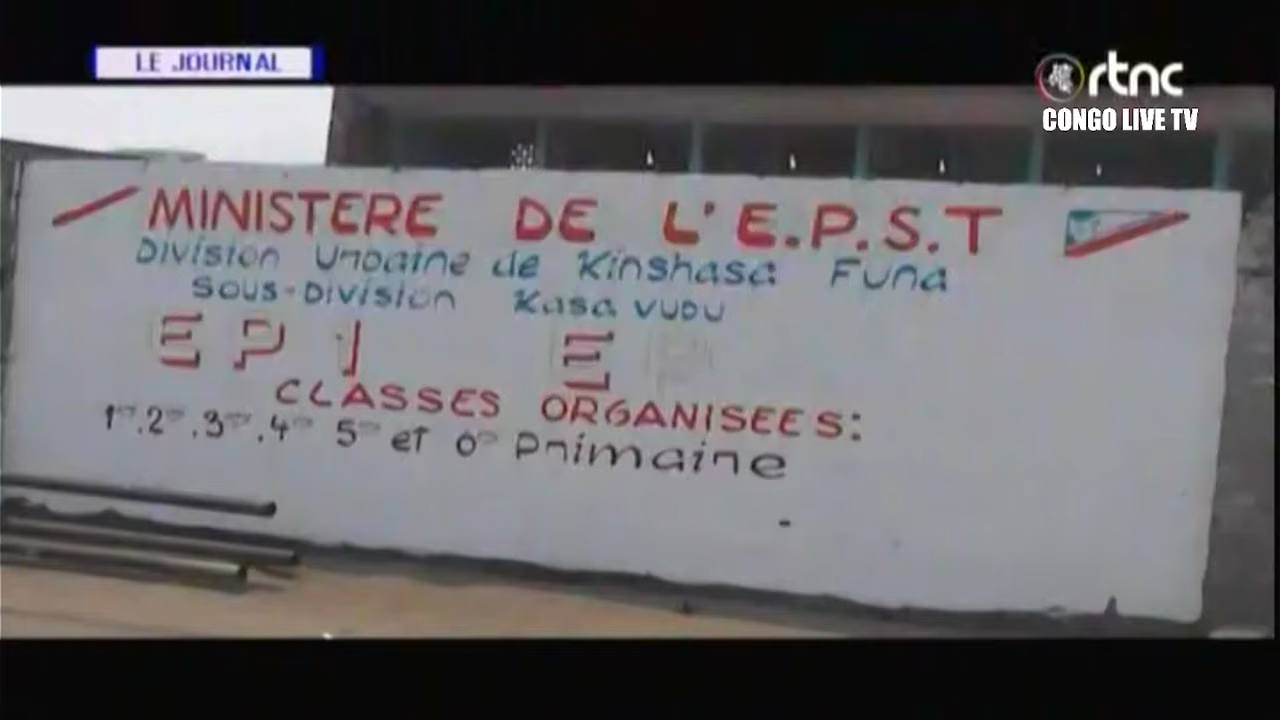 LE JOURNAL
rtnc
CONGO LIVE TV
MINISTERE DE L'E.P.S.T
Division Urbaine de Kinshasa Funa
Sous-Division Kasa Vubu
EP 1 E
CLASSES ORGANISEES:
1re.2e.3e.4e 5e et 6e Primaire